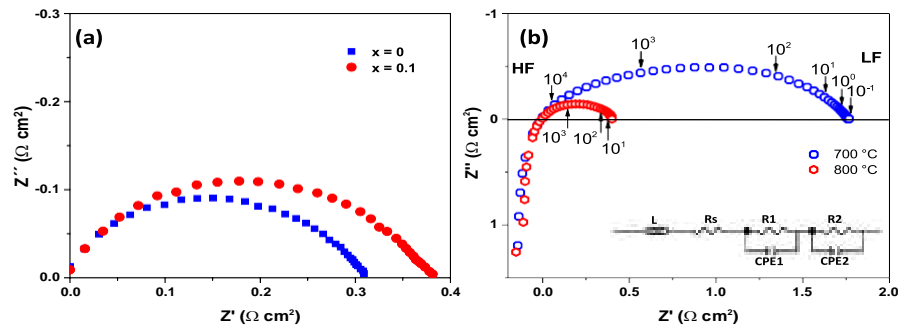 (a)
x = 0
x = 0.1
-0.3
-0.2
-0.1
0.0
0.0
0.1
0.2
0.3
0.4
Z´´ (Ω cm²)
Z' (Ω cm²)
(b)
HF
LF
10⁴
10³
10²
10¹
10⁰
10⁻¹
10³
10²
10¹
700 °C
800 °C
L
Rs
R1
R2
CPE1
CPE2
-1
0
1
0.0
0.5
1.0
1.5
2.0
Z'' (Ω cm²)
Z' (Ω cm²)